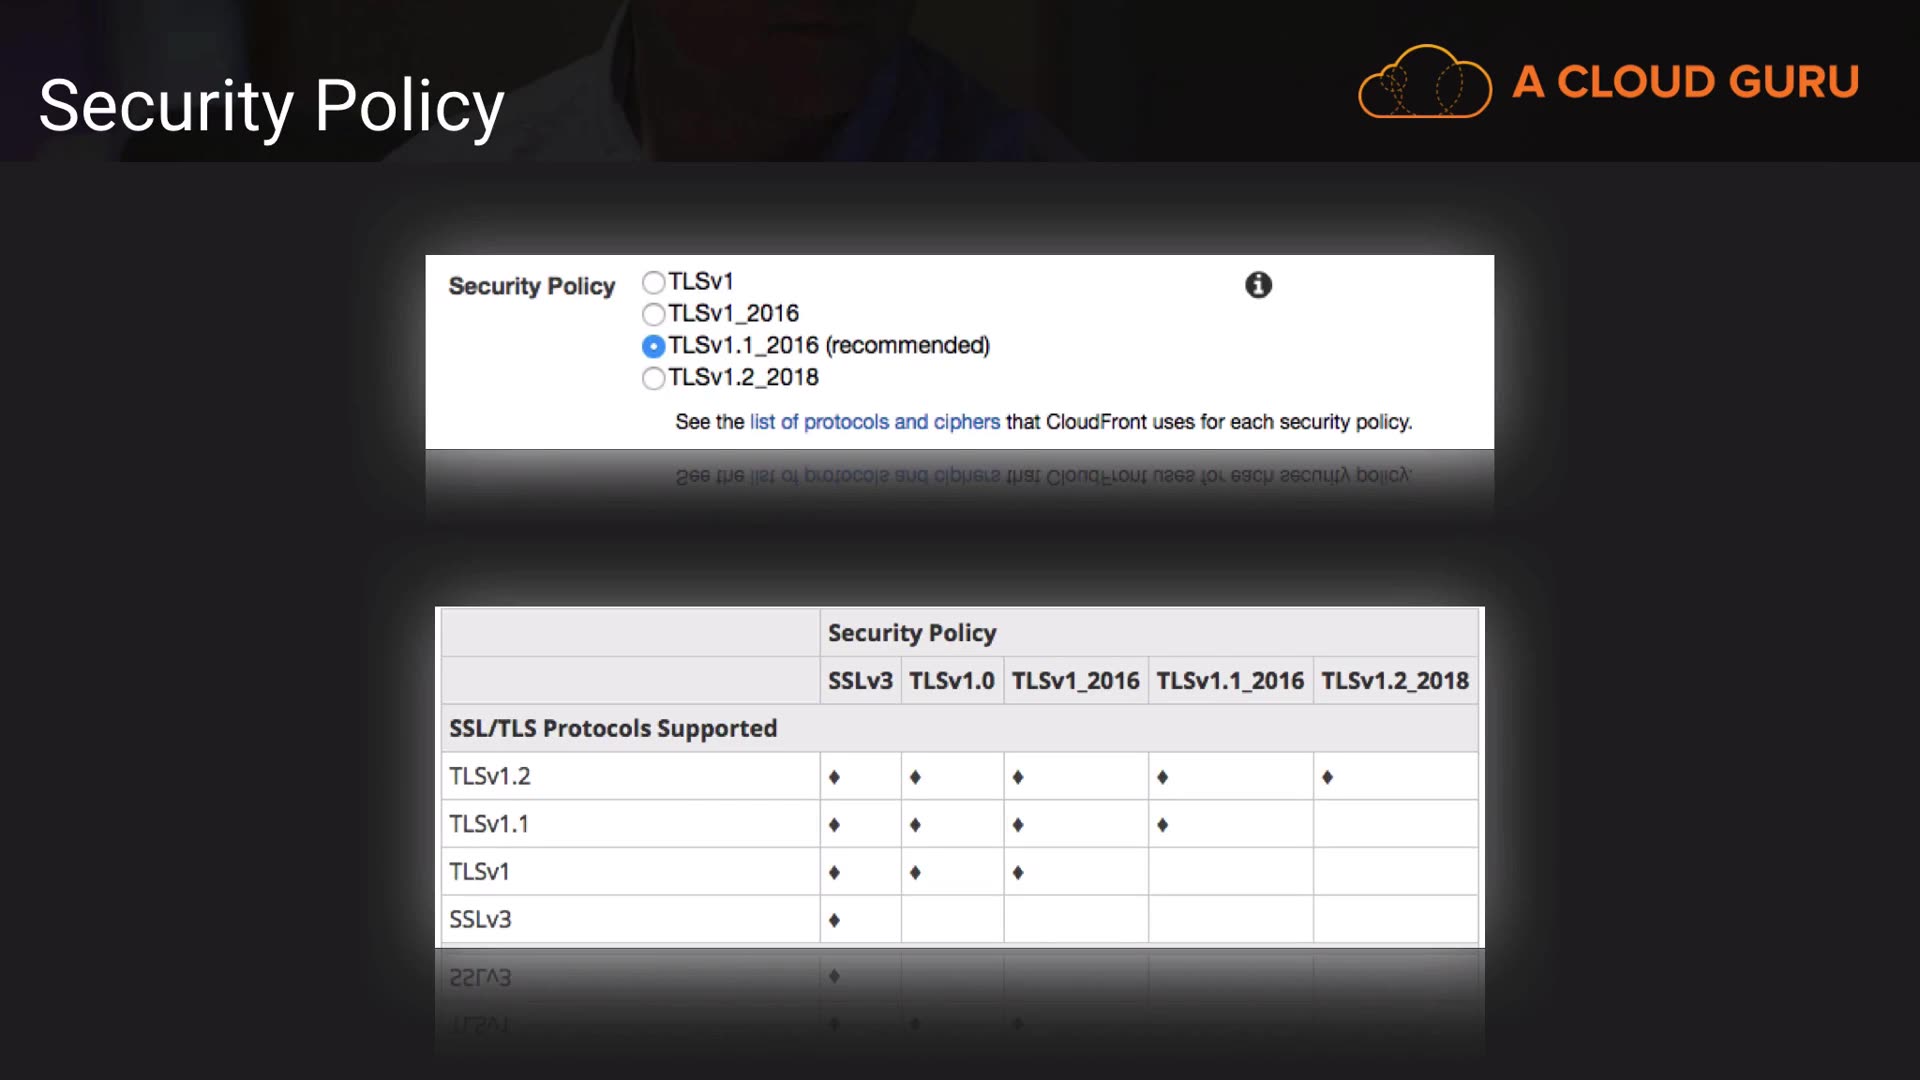 Security Policy
A CLOUD GURU
Security Policy
TLSv1
TLSv1_2016
TLSv1.1_2016 (recommended)
TLSv1.2_2018
See the list of protocols and ciphers that CloudFront uses for each security policy.
Security Policy
SSLv3 TLSv1.0 TLSv1_2016 TLSv1.1_2016 TLSv1.2_2018
SSL/TLS Protocols Supported
TLSv1.2 ♦ ♦ ♦ ♦ ♦
TLSv1.1 ♦ ♦ ♦ ♦
TLSv1 ♦ ♦ ♦
SSLv3 ♦